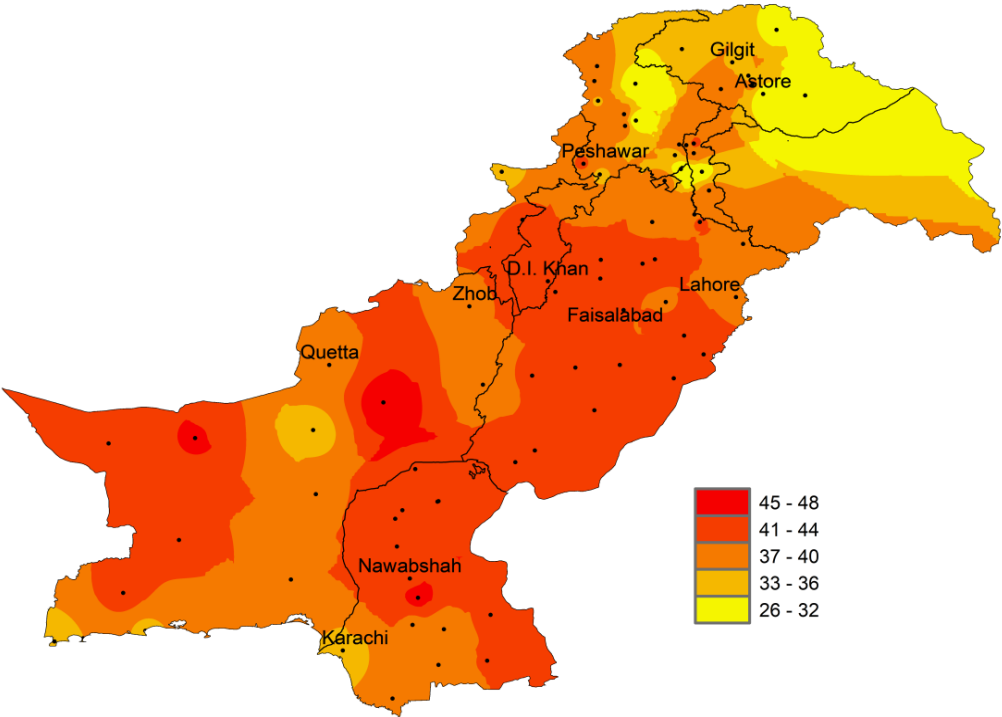 Gilgit
Astore
Peshawar
D.I. Khan
Zhob
Lahore
Faisalabad
Quetta
Nawabshah
Karachi
45 - 48
41 - 44
37 - 40
33 - 36
26 - 32